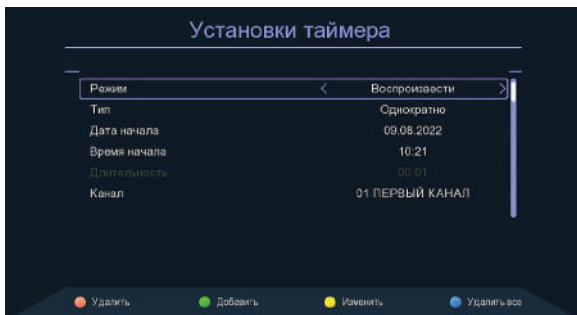 Установки таймера
Режим < Воспроизвести >
Тип Однократно
Дата начала 09.08.2022
Время начала 10:21
Длительность 00:01
Канал 01 ПЕРВЫЙ КАНАЛ
Удалить Добавить Изменить Удалить все